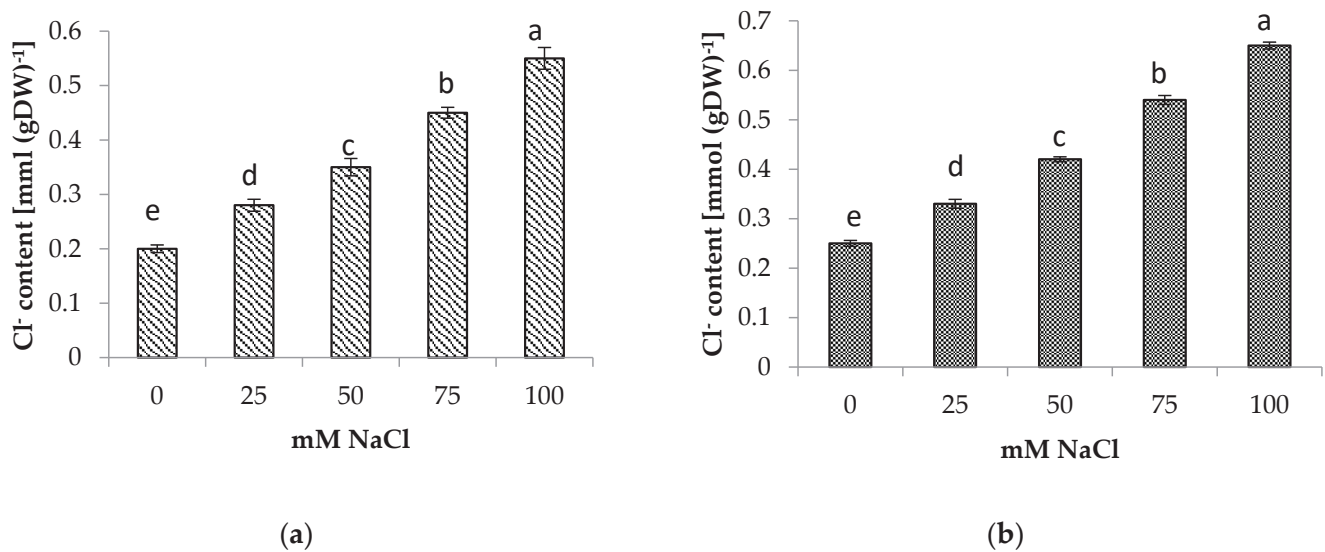 Cl- content [mml (gDW)-1]
0.6
0.5
0.4
0.3
0.2
0.1
0
e
d
c
b
a
0 25 50 75 100
mM NaCl
(a)
Cl- content [mmol (gDW)-1]
0.7
0.6
0.5
0.4
0.3
0.2
0.1
0
e
d
c
b
a
0 25 50 75 100
mM NaCl
(b)